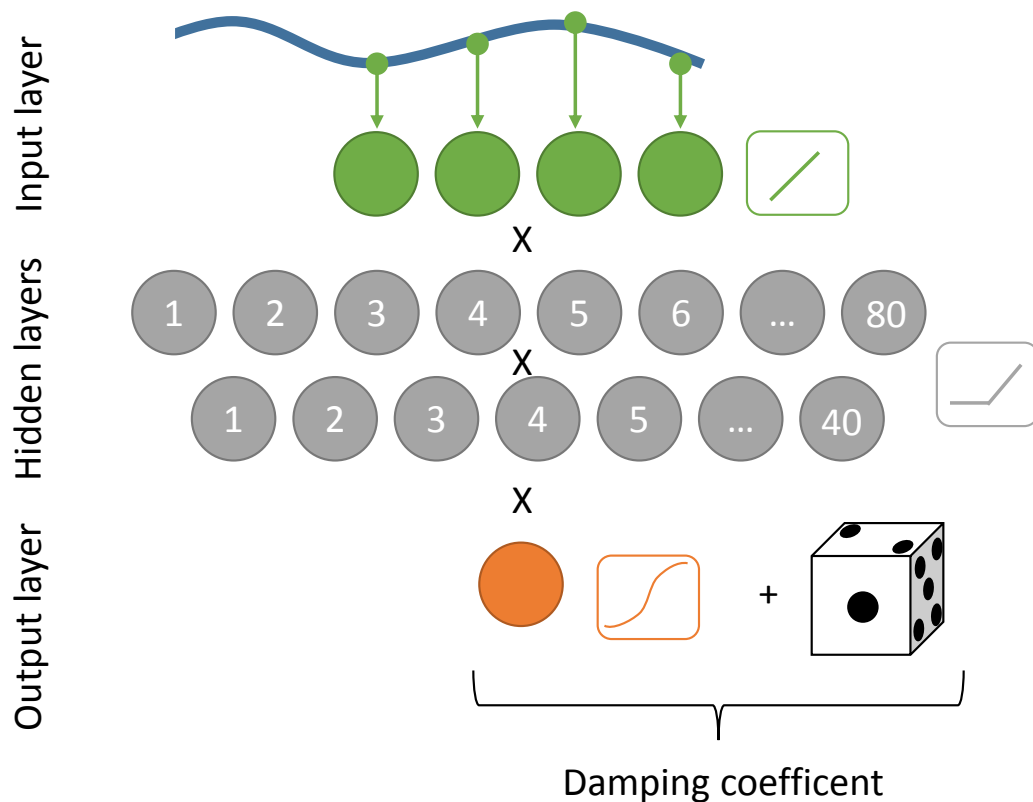 Input layer
X
Hidden layers
1 2 3 4 5 6 ... 80
X
1 2 3 4 5 ... 40
X
Output layer
+
Damping coefficent